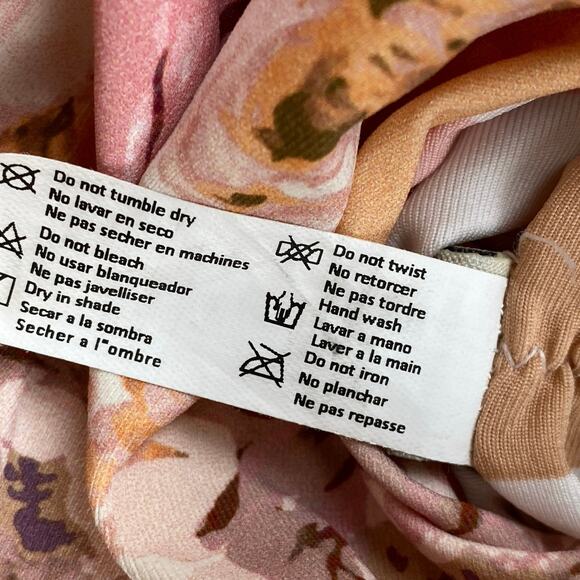 Do not tumble dry
No lavar en seco
Ne pas secher en machines
Do not bleach
No usar blanqueador
Ne pas javelliser
Dry in shade
Secar a la sombra
Secher a l"ombre
Do not twist
No retorcer
Ne pas tordre
Hand wash
Lavar a mano
Laver a la main
Do not iron
No planchar
Ne pas repasse